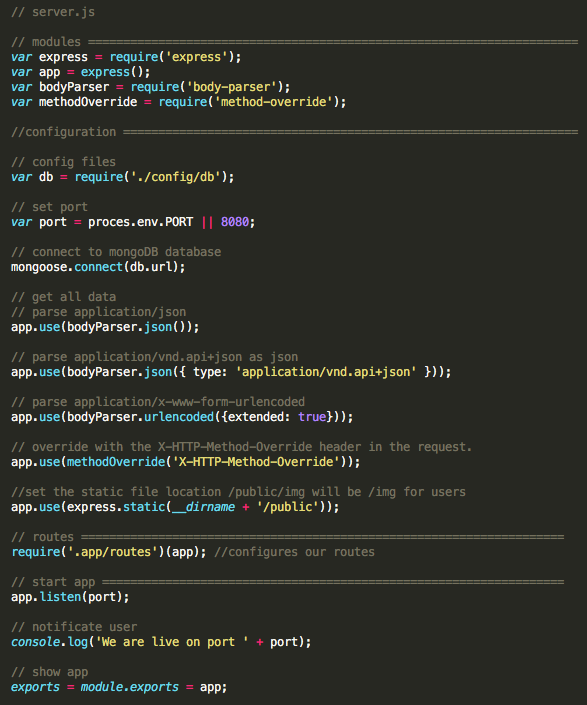 // server.js
// modules ======================================================================
var express = require('express');
var app = express();
var bodyParser = require('body-parser');
var methodOverride = require('method-override');
//configuration =================================================================
// config files
var db = require('./config/db');
// set port
var port = proces.env.PORT || 8080;
// connect to mongoDB database
mongoose.connect(db.url);
// get all data
// parse application/json
app.use(bodyParser.json());
// parse application/vnd.api+json as json
app.use(bodyParser.json({ type: 'application/vnd.api+json' }));
// parse application/x-www-form-urlencoded
app.use(bodyParser.urlencoded({extended: true}));
// override with the X-HTTP-Method-Override header in the request.
app.use(methodOverride('X-HTTP-Method-Override'));
//set the static file location /public/img will be /img for users
app.use(express.static(__dirname + '/public'));
// routes =====================================================================
require('.app/routes')(app); //configures our routes
// start app ==================================================================
app.listen(port);
// notificate user
console.log('We are live on port ' + port);
// show app
exports = module.exports = app;